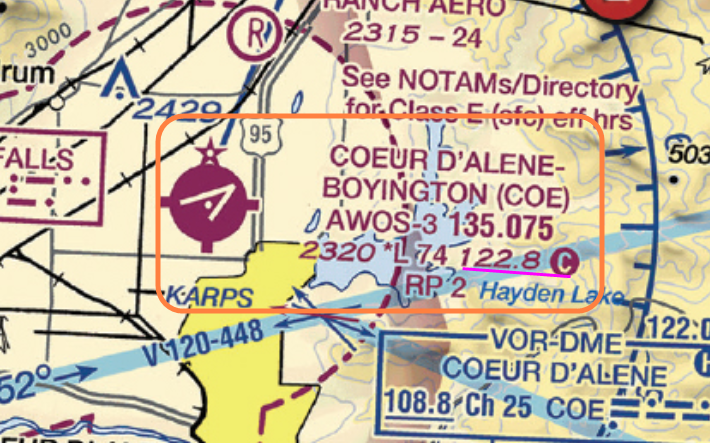 RANCH AERO
2315 - 24
3000
R
rum
2429
See NOTAMs/Directory
for Class E (sfc) eff hrs
95
FALLS
COEUR D'ALENE-
BOYINGTON (COE)
AWOS-3 135.075
2320 *L 74 122.8 C
RP 2
503
KARPS
Hayden Lake
V 120-448
52°
122.0
VOR-DME
COEUR D'ALENE
108.8 Ch 25 COE